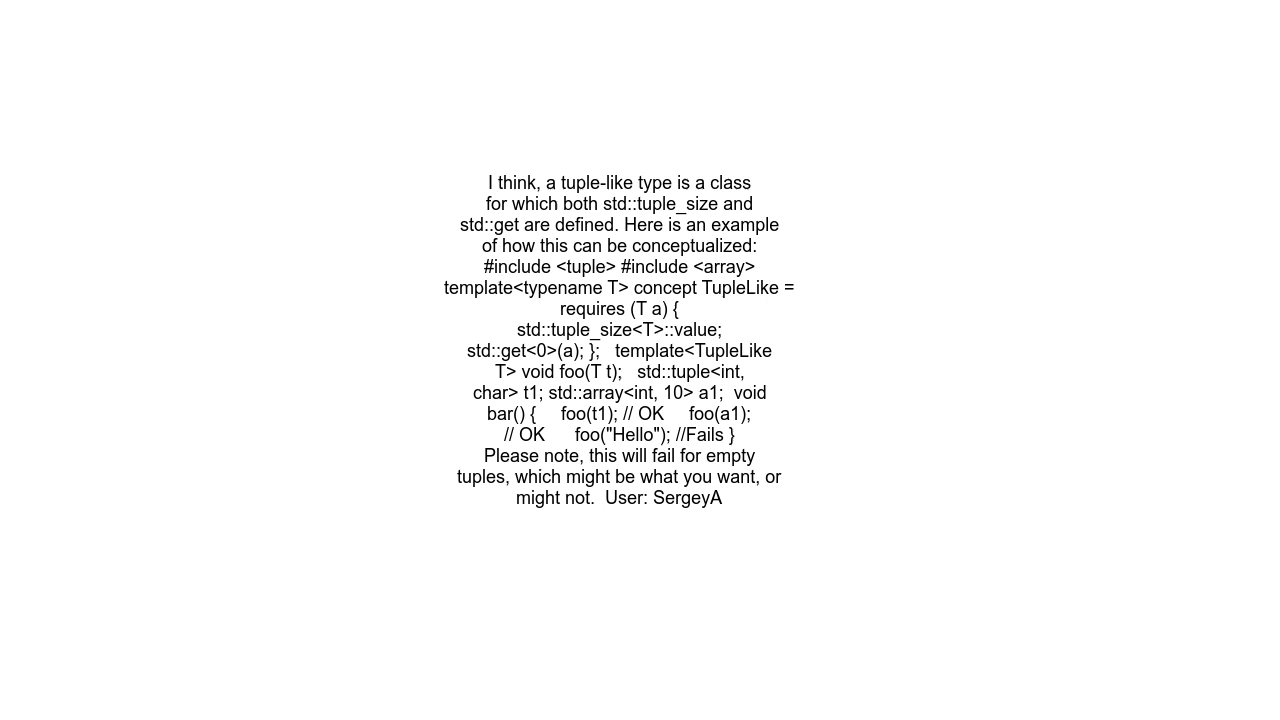 I think, a tuple-like type is a class
for which both std::tuple_size and
std::get are defined. Here is an example
of how this can be conceptualized:
#include <tuple> #include <array>
template<typename T> concept TupleLike =
requires (T a) {
std::tuple_size<T>::value;
std::get<0>(a); };   template<TupleLike
T> void foo(T t);   std::tuple<int,
char> t1; std::array<int, 10> a1;  void
bar() {     foo(t1); // OK     foo(a1);
// OK      foo("Hello"); //Fails }
Please note, this will fail for empty
tuples, which might be what you want, or
might not.  User: SergeyA